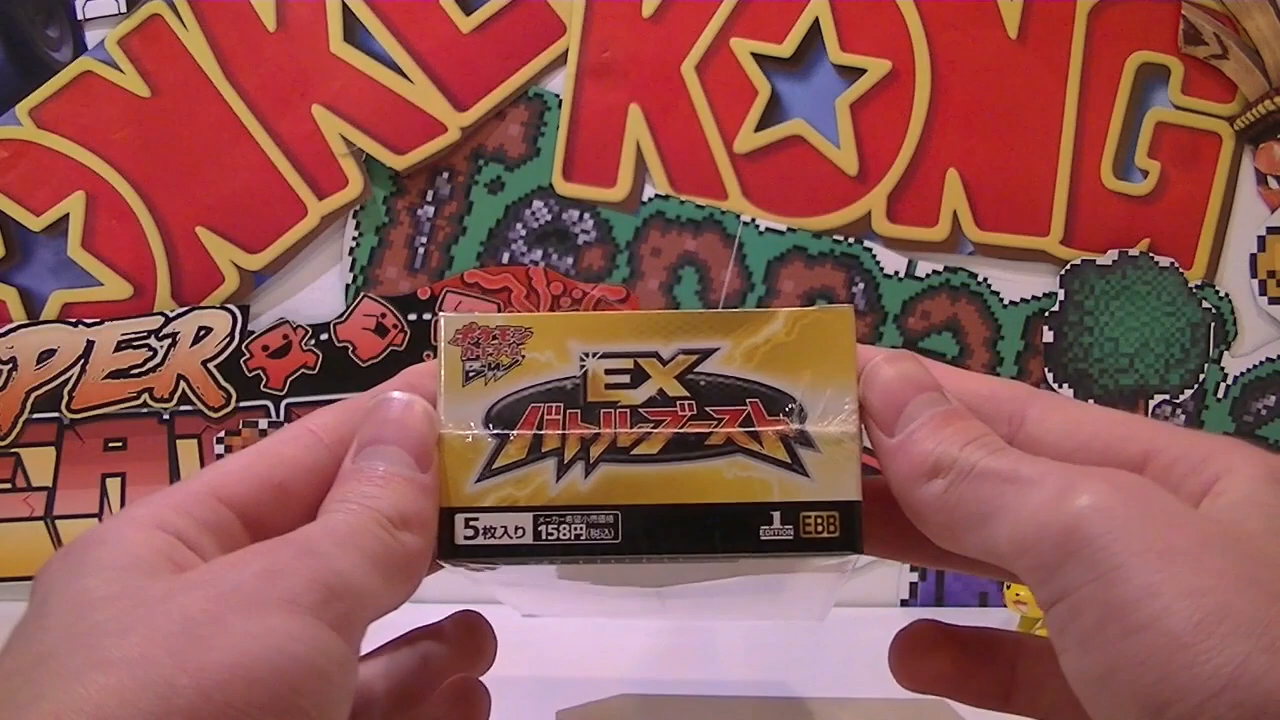 ONKEY KONG
PER
EA
ポケモン
カードゲーム
BW
EX
バトルブースト
5枚入り
メーカー希望小売価格
158円(税込)
1
EDITION
EBB